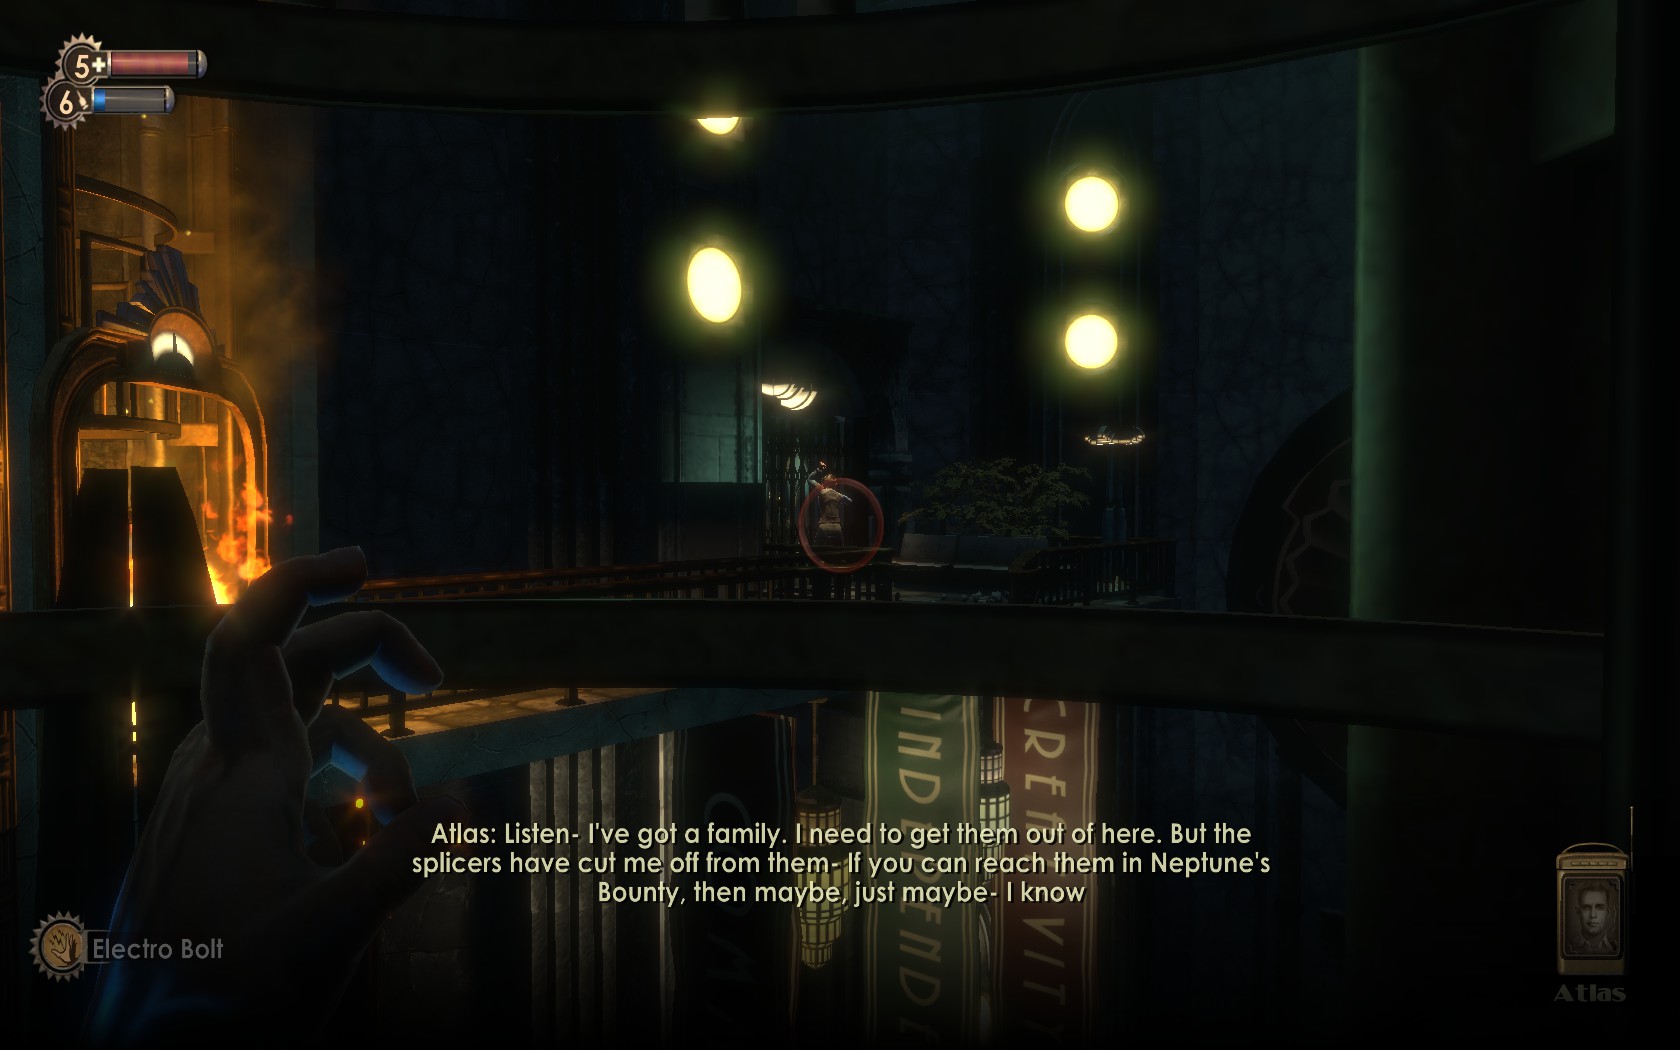 5+
6
INDEPENDE
CREATIVITY
Atlas: Listen- I've got a family. I need to get them out of here. But the
splicers have cut me off from them- If you can reach them in Neptune's
Bounty, then maybe, just maybe- I know
Electro Bolt
Atlas